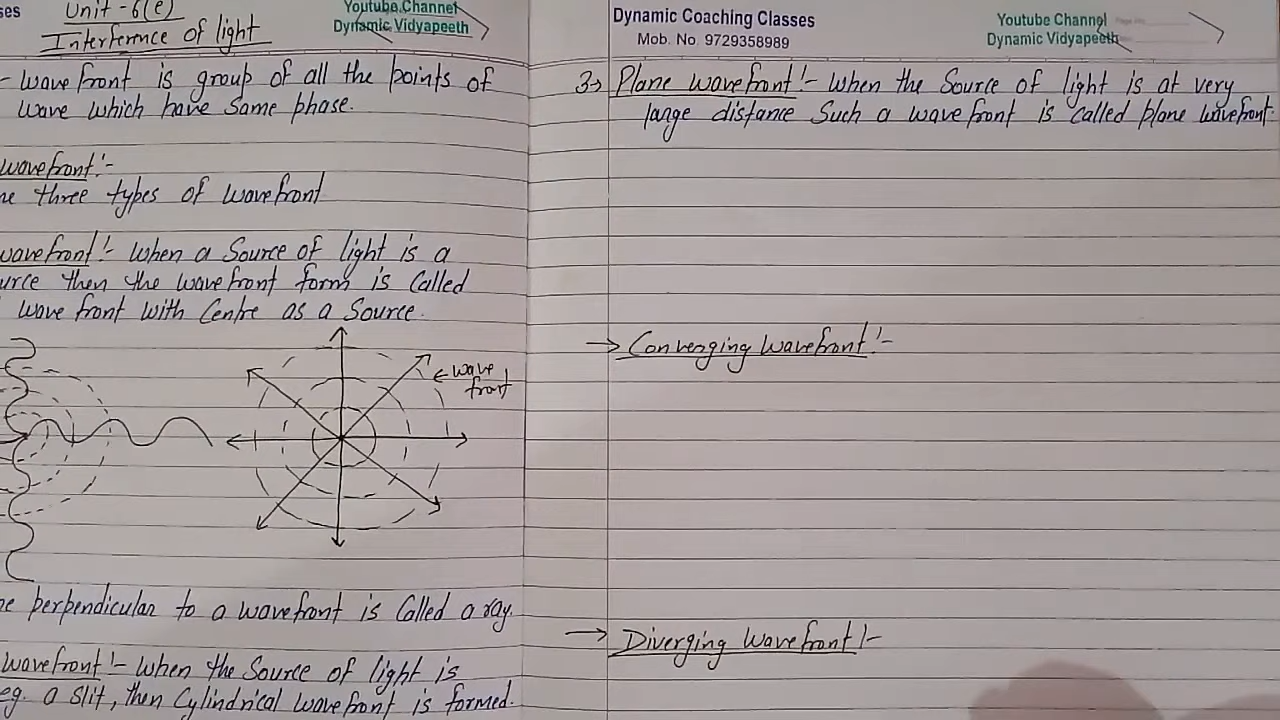 ses
Unit - 6(e)
Interference of light
Youtube Channel
Dynamic Vidyapeeth
- wave front is group of all the points of
wave which have same phase.
wavefront:-
three types of wavefront
wavefront:- When a Source of light is a
urce then the wavefront form is called
wave front with Centre as a Source.
wave
front
perpendicular to a wavefront is called a ray
wavefront:- when the Source of light is
eg. a slit, then Cylindrical wavefront is formed.
Dynamic Coaching Classes
Mob. No. 9729358989
Youtube Channel
Dynamic Vidyapeeth
3→ Plane wavefront:- When the Source of light is at very
large distance Such a wavefront is called plane wavefront.
→ Converging Wavefront:-
→ Diverging Wavefront:-